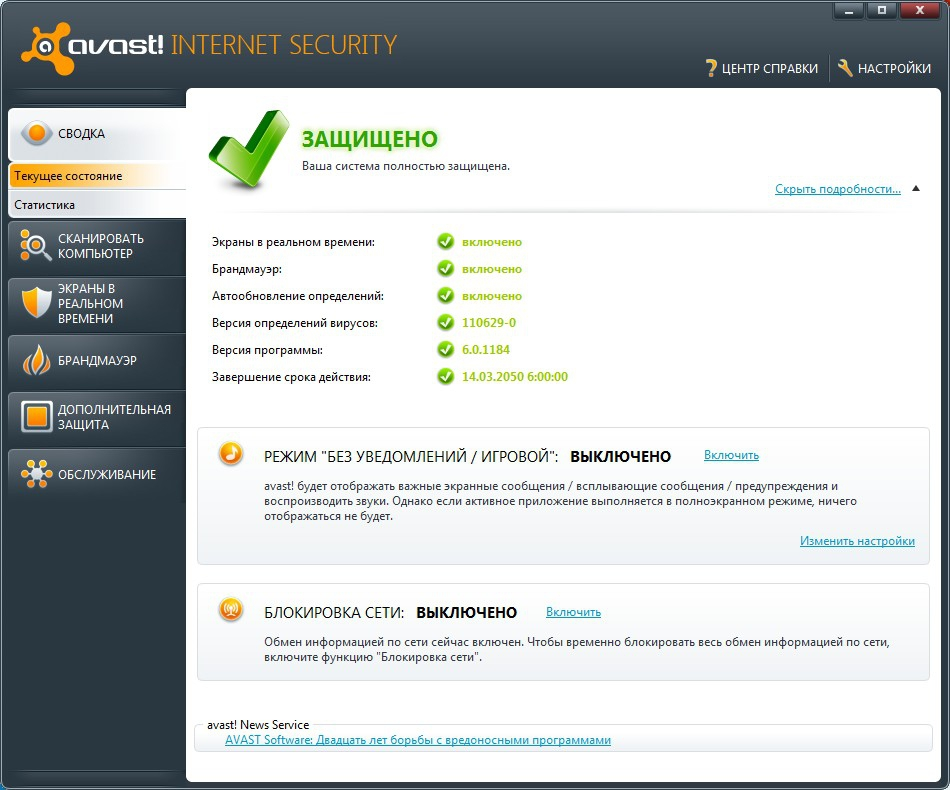 avast! INTERNET SECURITY
ЦЕНТР СПРАВКИ
НАСТРОЙКИ
СВОДКА
Текущее состояние
Статистика
СКАНИРОВАТЬ
КОМПЬЮТЕР
ЭКРАНЫ В
РЕАЛЬНОМ
ВРЕМЕНИ
БРАНДМАУЭР
ДОПОЛНИТЕЛЬНАЯ
ЗАЩИТА
ОБСЛУЖИВАНИЕ
ЗАЩИЩЕНО
Ваша система полностью защищена.
Скрыть подробности...
Экраны в реальном времени: включено
Брандмауэр: включено
Автообновление определений: включено
Версия определений вирусов: 110629-0
Версия программы: 6.0.1184
Завершение срока действия: 14.03.2050 6:00:00
РЕЖИМ "БЕЗ УВЕДОМЛЕНИЙ / ИГРОВОЙ": ВЫКЛЮЧЕНО Включить
avast! будет отображать важные экранные сообщения / всплывающие сообщения / предупреждения и
воспроизводить звуки. Однако если активное приложение выполняется в полноэкранном режиме, ничего
отображаться не будет.
Изменить настройки
БЛОКИРОВКА СЕТИ: ВЫКЛЮЧЕНО Включить
Обмен информацией по сети сейчас включен. Чтобы временно блокировать весь обмен информацией по сети,
включите функцию "Блокировка сети".
avast! News Service
AVAST Software: Двадцать лет борьбы с вредоносными программами